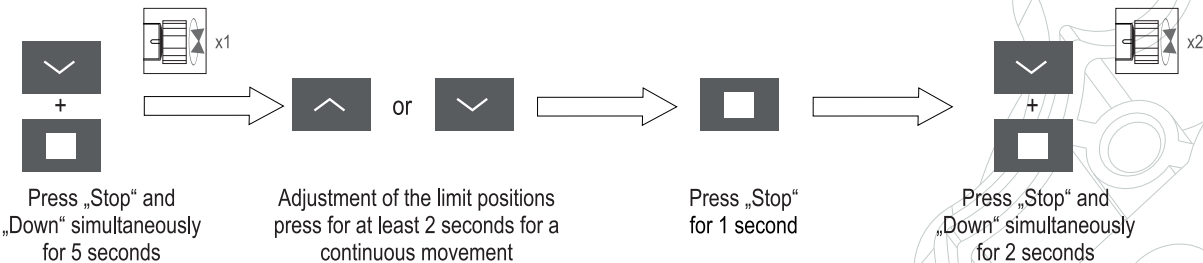 x1
x2
+
or
+
Press „Stop“ and
„Down“ simultaneously
for 5 seconds
Adjustment of the limit positions
press for at least 2 seconds for a
continuous movement
Press „Stop“
for 1 second
Press „Stop“ and
„Down“ simultaneously
for 2 seconds